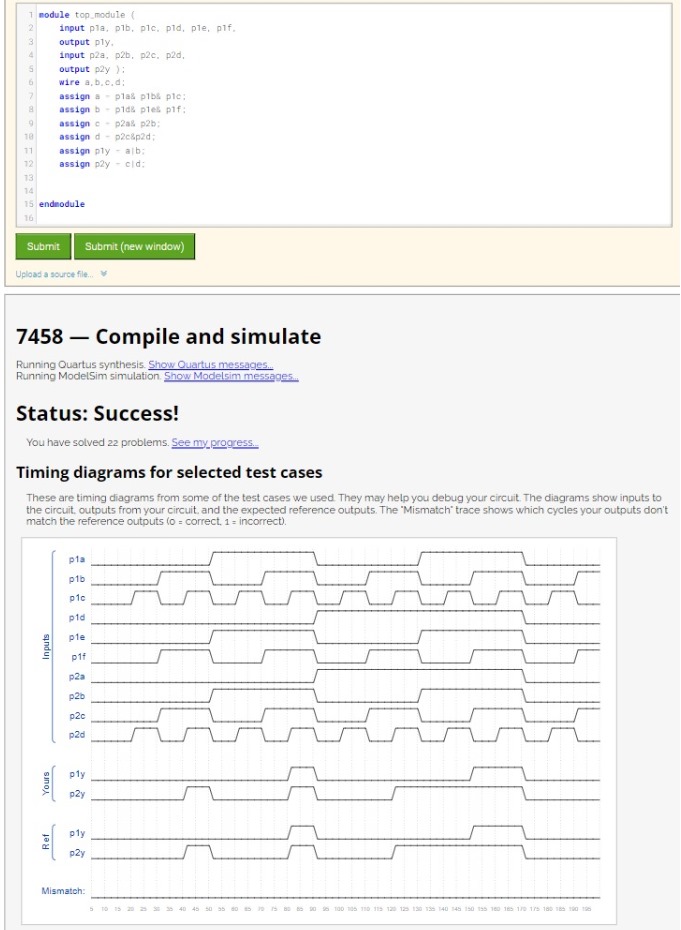 1 module top_module (
2 input p1a, p1b, p1c, p1d, p1e, p1f,
3 output p1y,
4 input p2a, p2b, p2c, p2d,
5 output p2y );
6 wire a,b,c,d;
7 assign a = p1a& p1b& p1c;
8 assign b = p1d& p1e& p1f;
9 assign c = p2a& p2b;
10 assign d = p2c&p2d;
11 assign p1y = a|b;
12 assign p2y = c|d;
13
14
15 endmodule
16
Submit Submit (new window)
Upload a source file...
7458 — Compile and simulate
Running Quartus synthesis. Show Quartus messages...
Running ModelSim simulation. Show Modelsim messages...
Status: Success!
You have solved 22 problems. See my progress...
Timing diagrams for selected test cases
These are timing diagrams from some of the test cases we used. They may help you debug your circuit. The diagrams show inputs to
the circuit, outputs from your circuit, and the expected reference outputs. The "Mismatch" trace shows which cycles your outputs don't
match the reference outputs (0 = correct, 1 = incorrect).
Inputs
p1a
p1b
p1c
p1d
p1e
p1f
p2a
p2b
p2c
p2d
Yours
p1y
p2y
Ref
p1y
p2y
Mismatch:
5 10 15 20 25 30 35 40 45 50 55 60 65 70 75 80 85 90 95 100 105 110 115 120 125 130 135 140 145 150 155 160 165 170 175 180 185 190 195